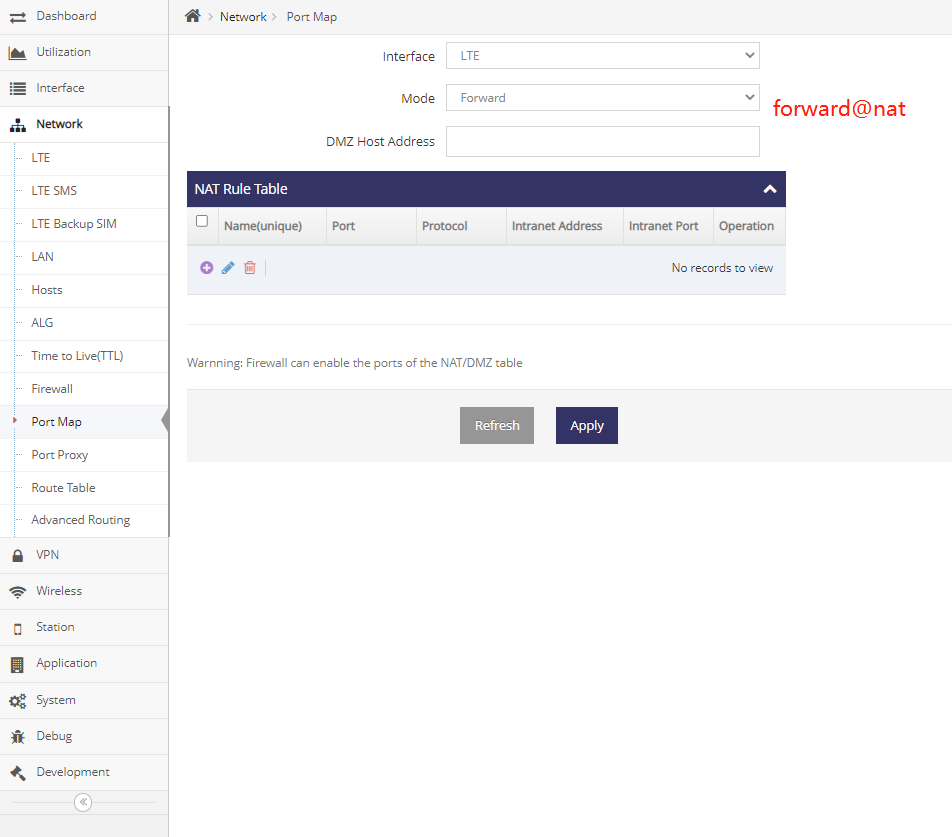 Dashboard
Utilization
Interface
Network
LTE
LTE SMS
LTE Backup SIM
LAN
Hosts
ALG
Time to Live(TTL)
Firewall
Port Map
Port Proxy
Route Table
Advanced Routing
VPN
Wireless
Station
Application
System
Debug
Development
Network Port Map
Interface LTE
Mode Forward
forward@nat
DMZ Host Address
NAT Rule Table
Name(unique) Port Protocol Intranet Address Intranet Port Operation
No records to view
Warnning: Firewall can enable the ports of the NAT/DMZ table
Refresh Apply